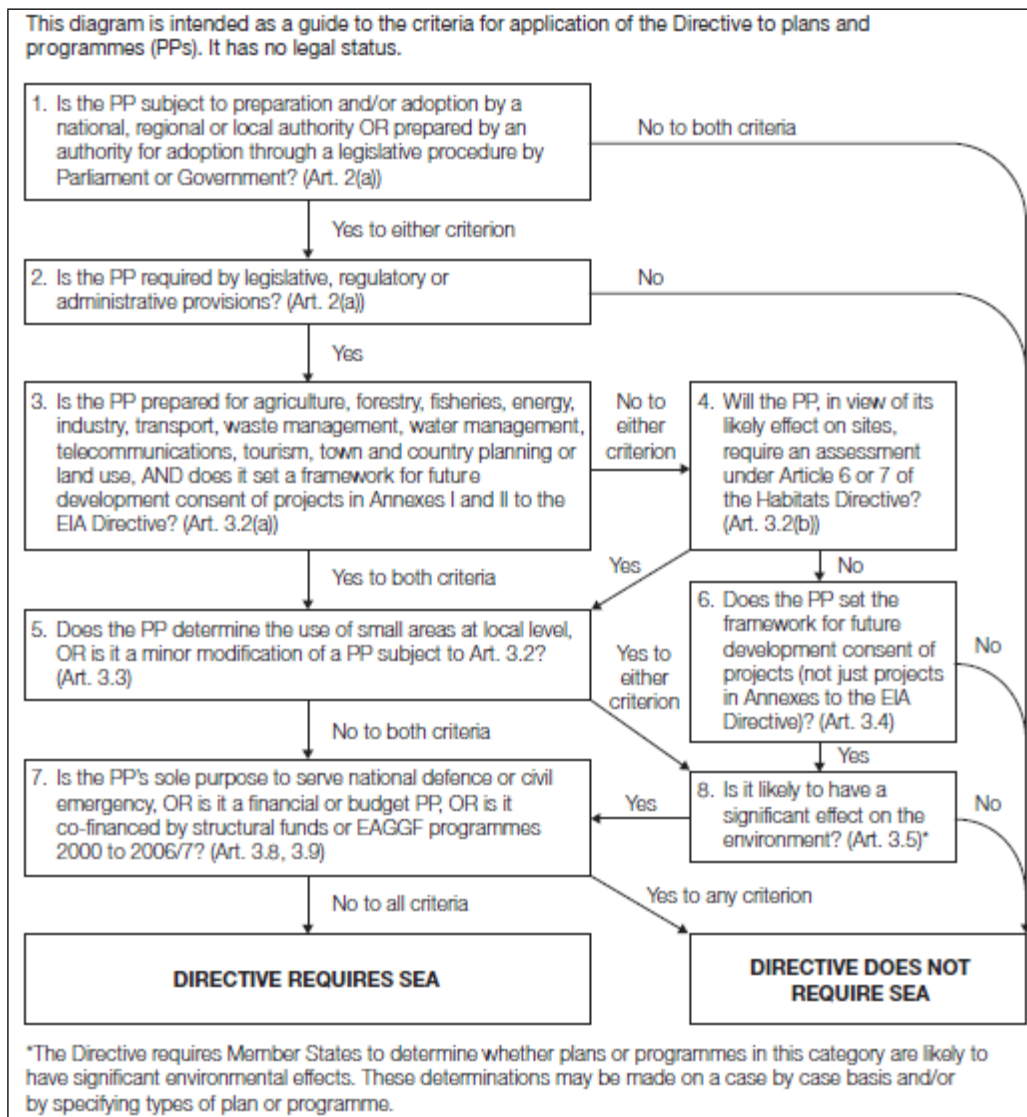 This diagram is intended as a guide to the criteria for application of the Directive to plans and
programmes (PPs). It has no legal status.
1. Is the PP subject to preparation and/or adoption by a
national, regional or local authority OR prepared by an
authority for adoption through a legislative procedure by
Parliament or Government? (Art. 2(a))
No to both criteria
Yes to either criterion
2. Is the PP required by legislative, regulatory or
administrative provisions? (Art. 2(a))
No
Yes
3. Is the PP prepared for agriculture, forestry, fisheries, energy,
industry, transport, waste management, water management,
telecommunications, tourism, town and country planning or
land use, AND does it set a framework for future
development consent of projects in Annexes I and II to the
EIA Directive? (Art. 3.2(a))
No to
either
criterion
4. Will the PP, in view of its
likely effect on sites,
require an assessment
under Article 6 or 7 of
the Habitats Directive?
(Art. 3.2(b))
Yes to both criteria
Yes
No
5. Does the PP determine the use of small areas at local level,
OR is it a minor modification of a PP subject to Art. 3.2?
(Art. 3.3)
Yes to
either
criterion
6. Does the PP set the
framework for future
development consent of
projects (not just projects
in Annexes to the EIA
Directive)? (Art. 3.4)
No
No to both criteria
Yes
7. Is the PP's sole purpose to serve national defence or civil
emergency, OR is it a financial or budget PP, OR is it
co-financed by structural funds or EAGGF programmes
2000 to 2006/7? (Art. 3.8, 3.9)
Yes
8. Is it likely to have a
significant effect on the
environment? (Art. 3.5)*
No
No to all criteria
Yes to any criterion
DIRECTIVE REQUIRES SEA
DIRECTIVE DOES NOT
REQUIRE SEA
*The Directive requires Member States to determine whether plans or programmes in this category are likely to
have significant environmental effects. These determinations may be made on a case by case basis and/or
by specifying types of plan or programme.